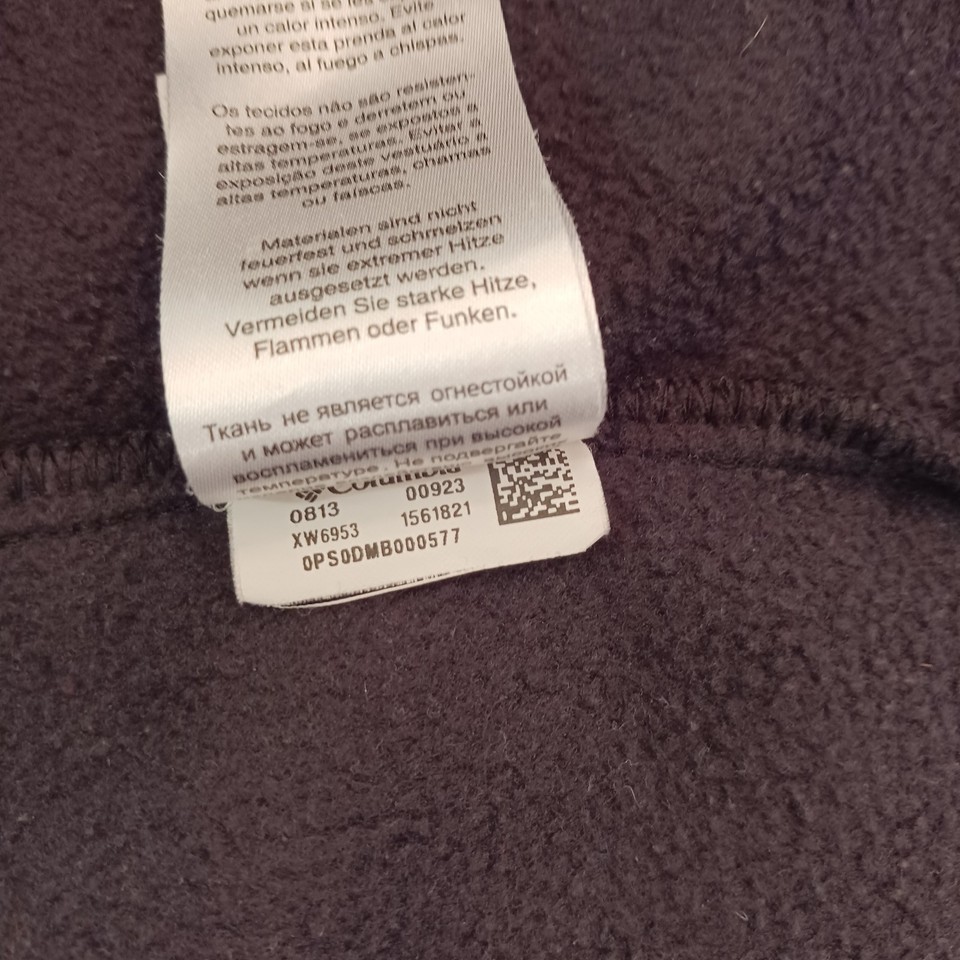 quemarse si se les
un calor intenso. Evite
exponer esta prenda al calor
intenso, al fuego a chispas.
Os tecidos não são resisten-
tes ao fogo e derretem ou
estragem-se, se expostos a
altas temperaturas. Evitar a
exposição deste vestuário a
altas temperaturas, chamas
ou faíscas.
Materialen sind nicht
feuerfest und schmelzen
wenn sie extremer Hitze
ausgesetzt werden.
Vermeiden Sie starke Hitze,
Flammen oder Funken.
Ткань не является огнестойкой
и может расплавиться или
воспламениться при высокой
температуре. Не подвергайте
Columbia
0813 00923
XW6953 1561821
0PS0DMB000577